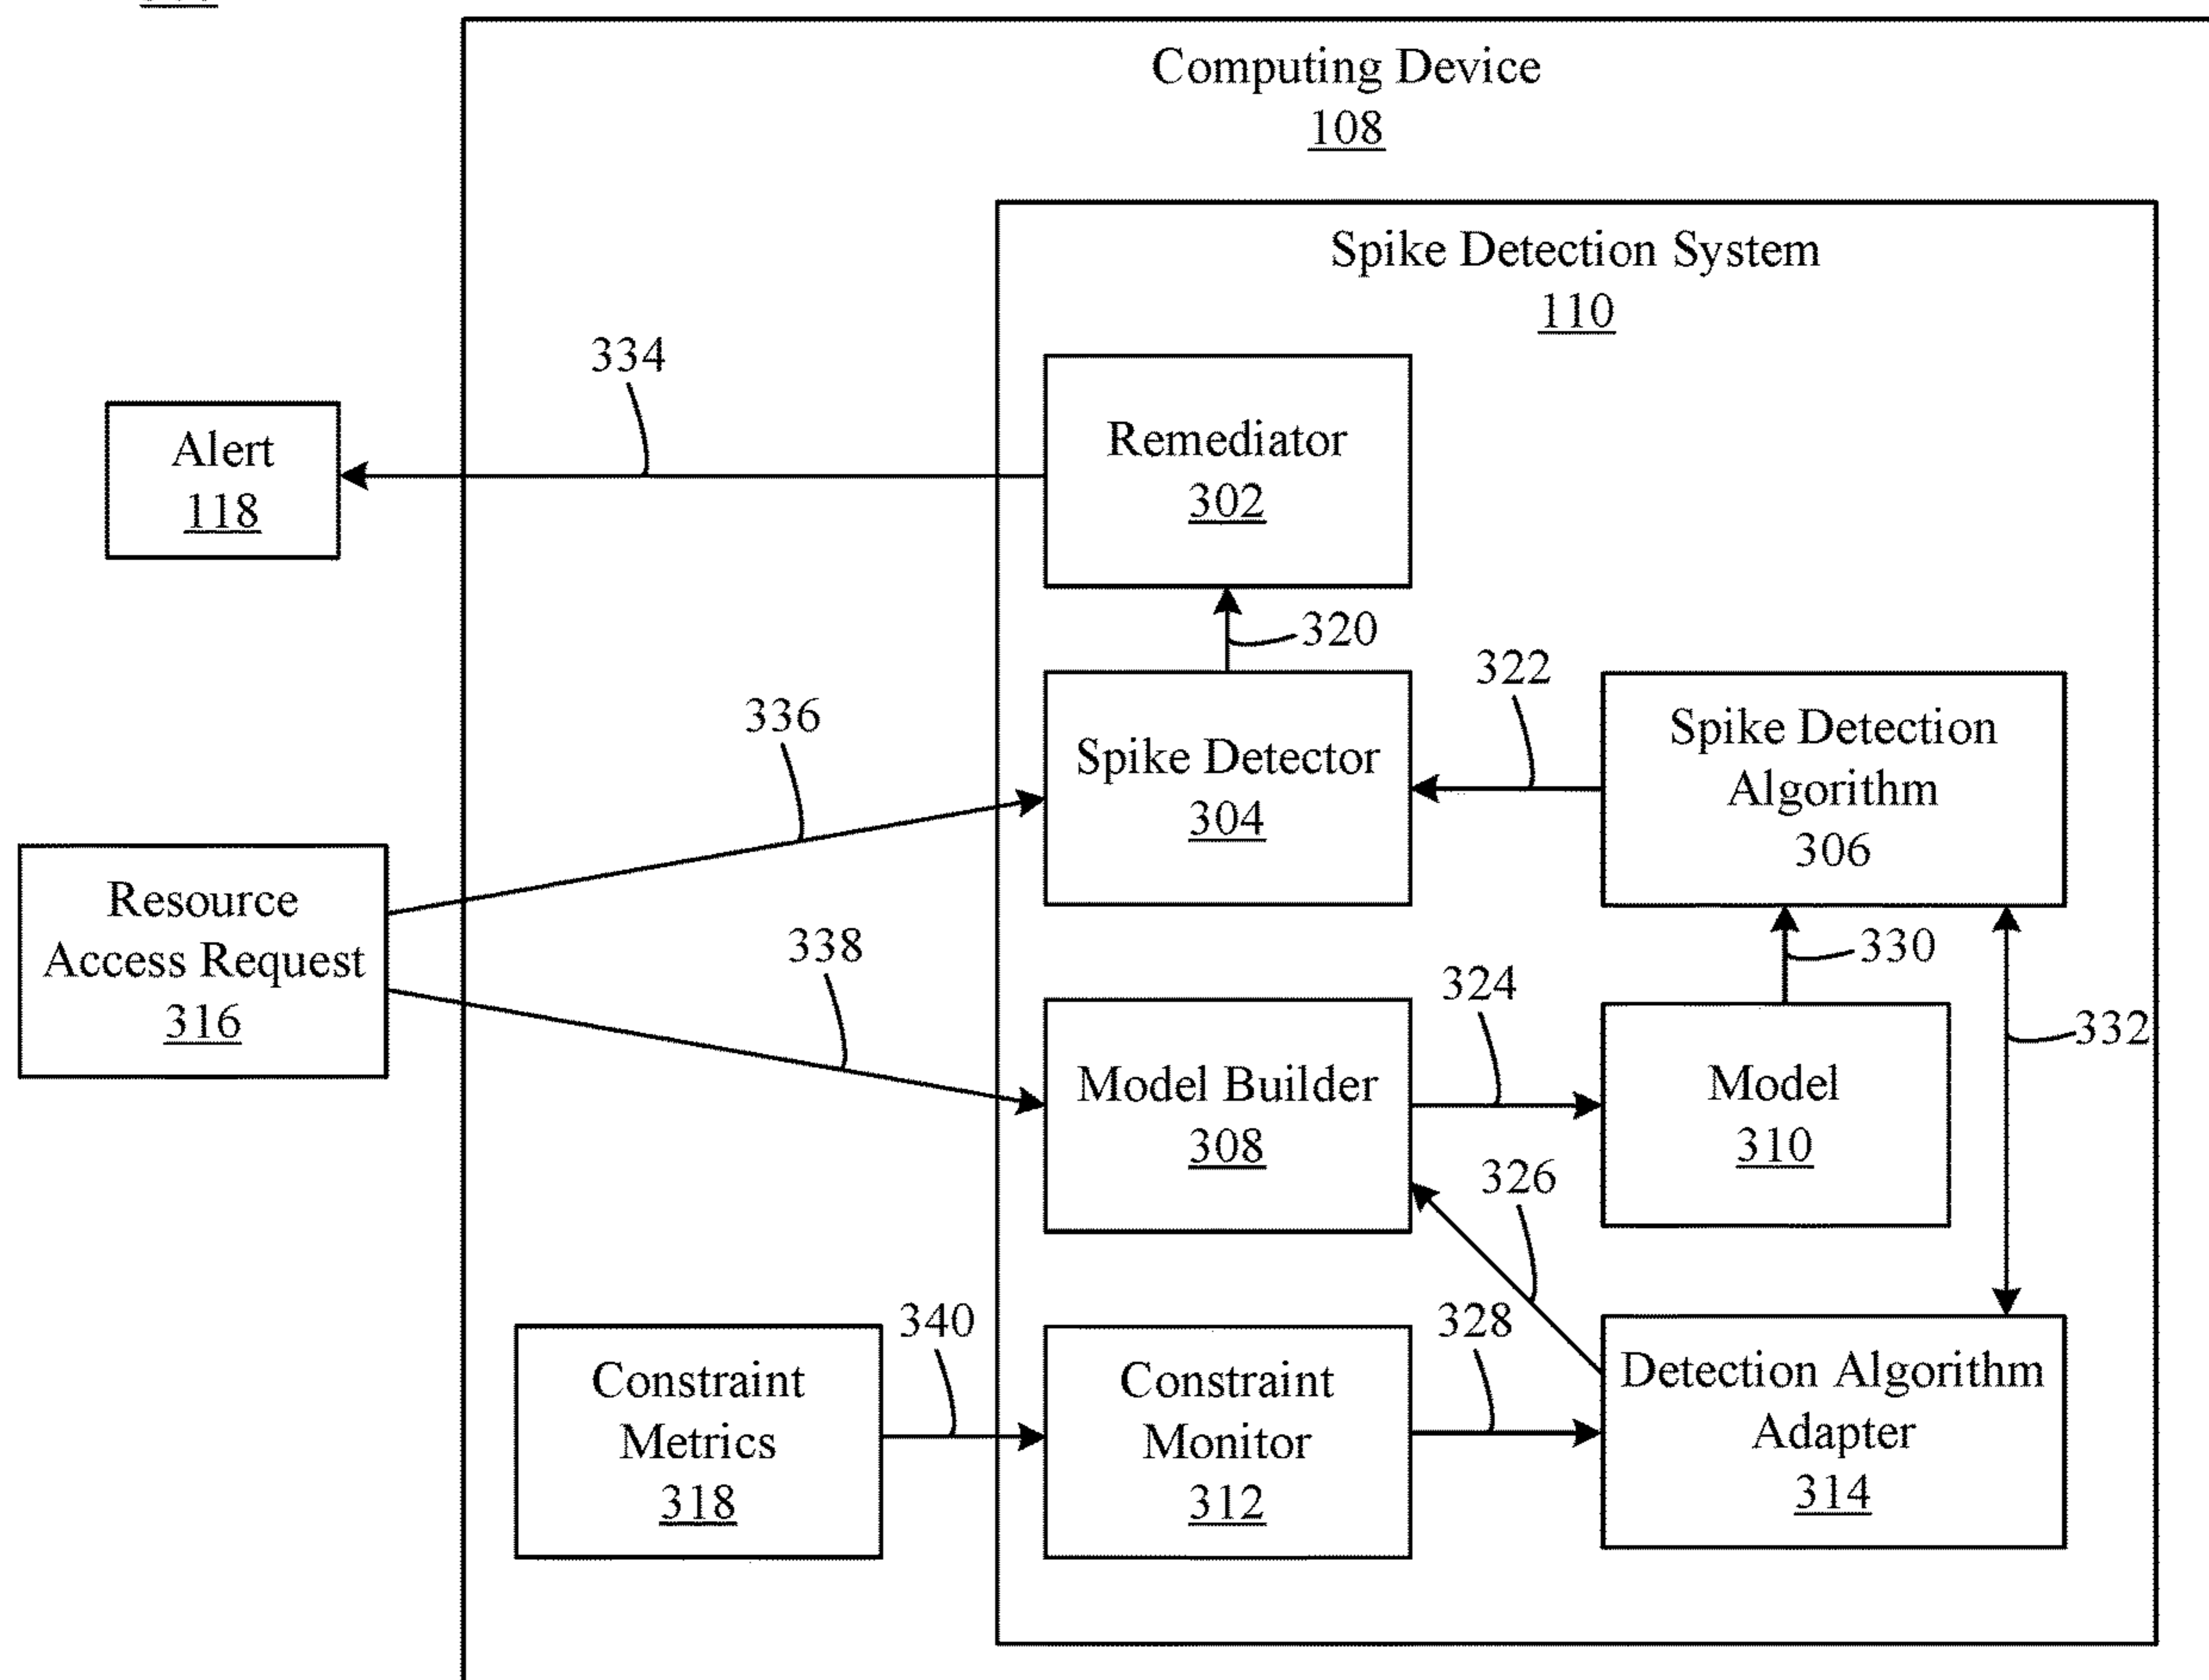 Computing Device
108
Spike Detection System
110
334
Alert
118
Remediator
302
320
322
336
Spike Detector
304
Spike Detection
Algorithm
306
Resource
Access Request
316
338
330
324
332
Model Builder
308
Model
310
326
340
328
Constraint
Metrics
318
Constraint
Monitor
312
Detection Algorithm
Adapter
314